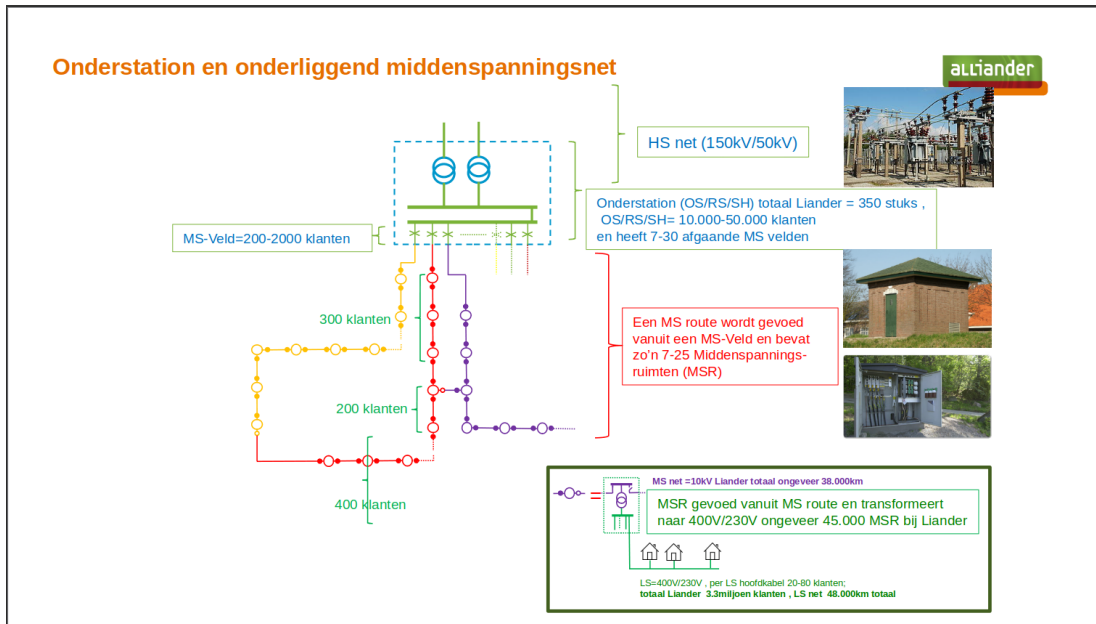 Onderstation en onderliggend middenspanningsnet
alliander
HS net (150kV/50kV)
Onderstation (OS/RS/SH) totaal Liander = 350 stuks ,
OS/RS/SH= 10.000-50.000 klanten
en heeft 7-30 afgaande MS velden
MS-Veld=200-2000 klanten
300 klanten
Een MS route wordt gevoed
vanuit een MS-Veld en bevat
zo'n 7-25 Middenspannings-
ruimten (MSR)
200 klanten
400 klanten
MS net =10kV Liander totaal ongeveer 38.000km
MSR gevoed vanuit MS route en transformeert
naar 400V/230V ongeveer 45.000 MSR bij Liander
LS=400V/230V , per LS hoofdkabel 20-80 klanten;
totaal Liander 3.3miljoen klanten , LS net 48.000km totaal